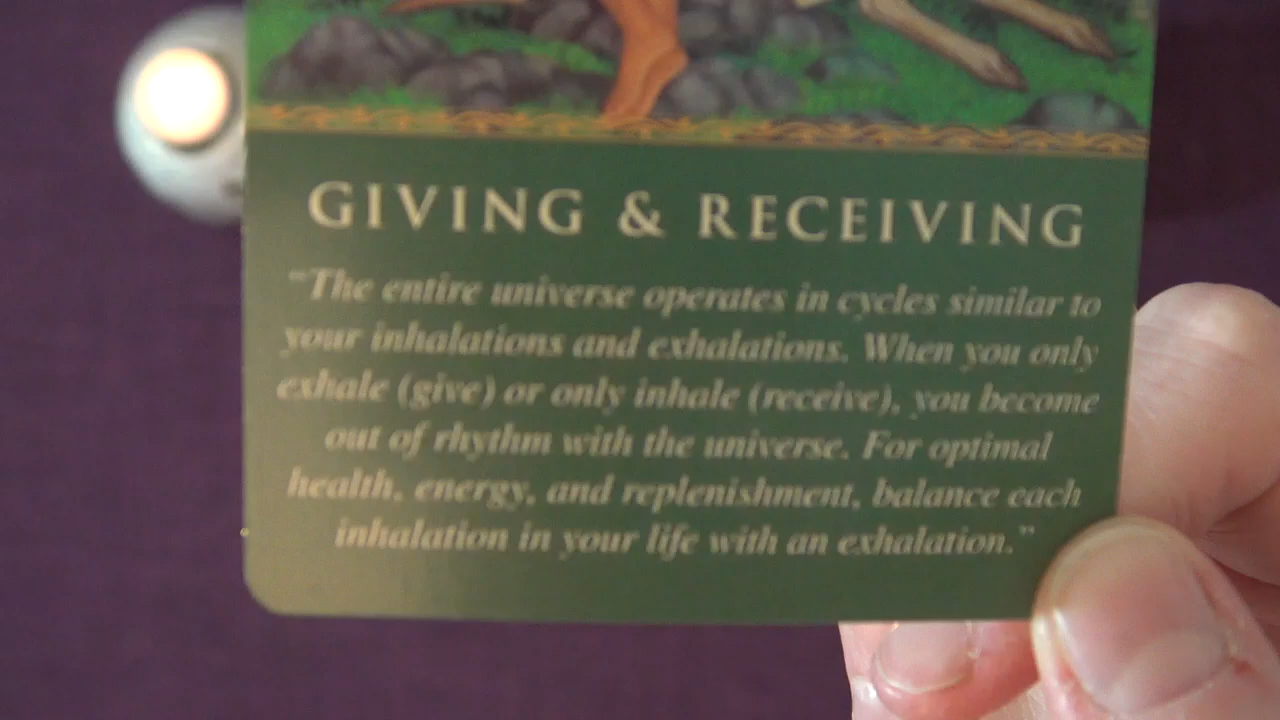 GIVING & RECEIVING
"The entire universe operates in cycles similar to
your inhalations and exhalations. When you only
exhale (give) or only inhale (receive), you become
out of rhythm with the universe. For optimal
health, energy, and replenishment, balance each
inhalation in your life with an exhalation."